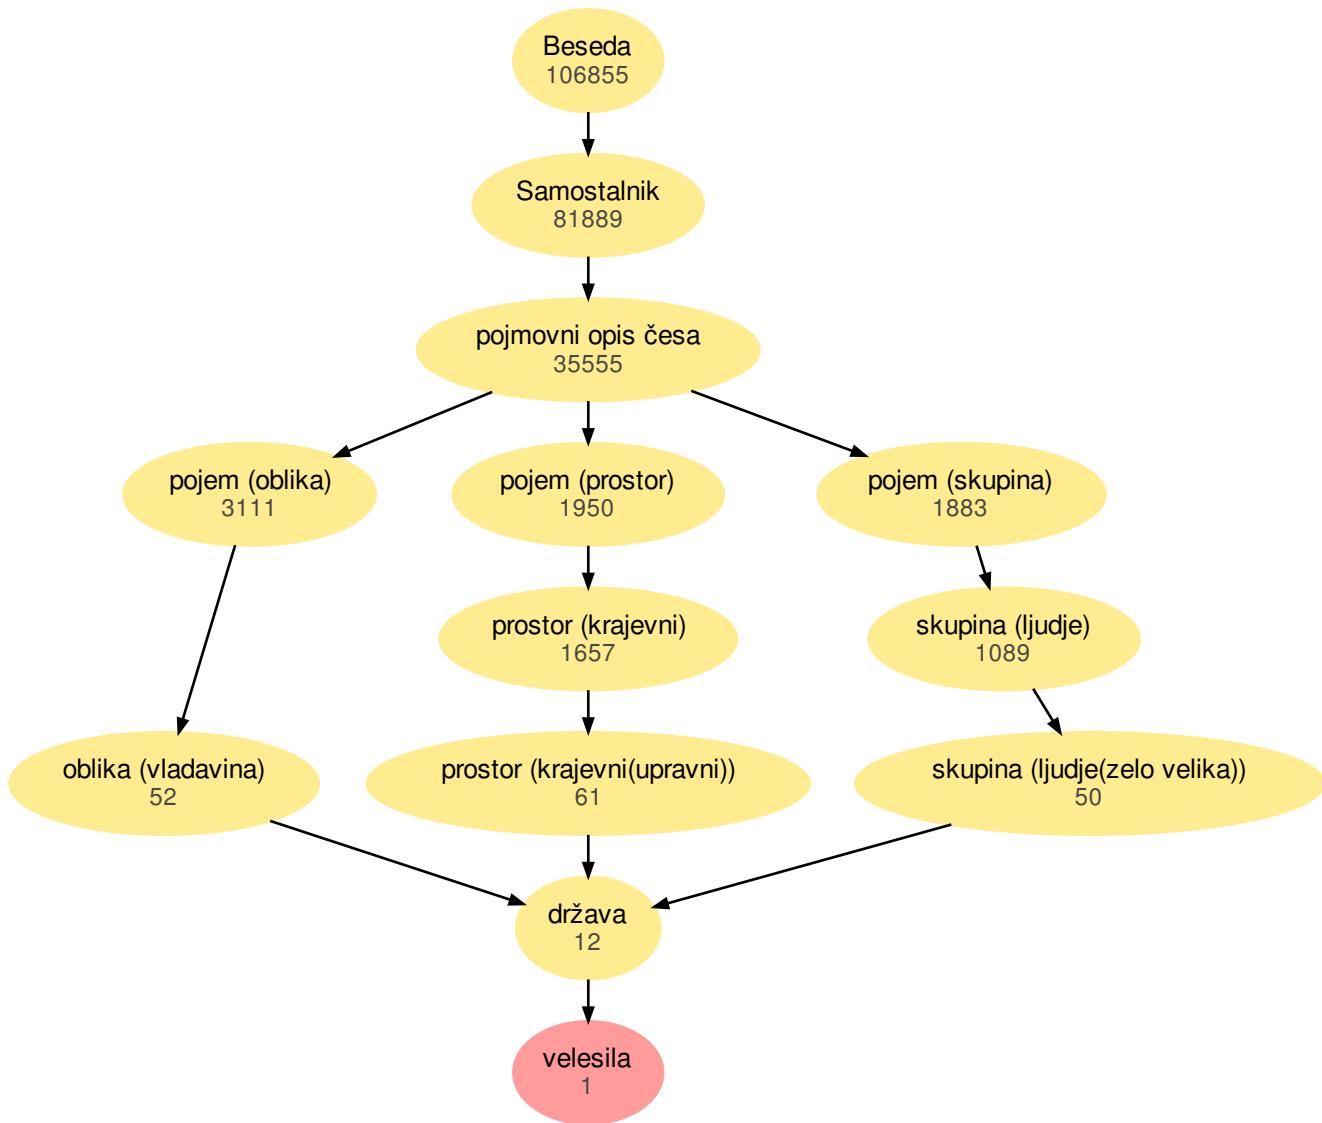 Beseda
106855
Samostalnik
81889
pojmovni opis česa
35555
pojem (oblika)
3111
pojem (prostor)
1950
pojem (skupina)
1883
prostor (krajevni)
1657
skupina (ljudje)
1089
oblika (vladavina)
52
prostor (krajevni(upravni))
61
skupina (ljudje(zelo velika))
50
država
12
velesila
1